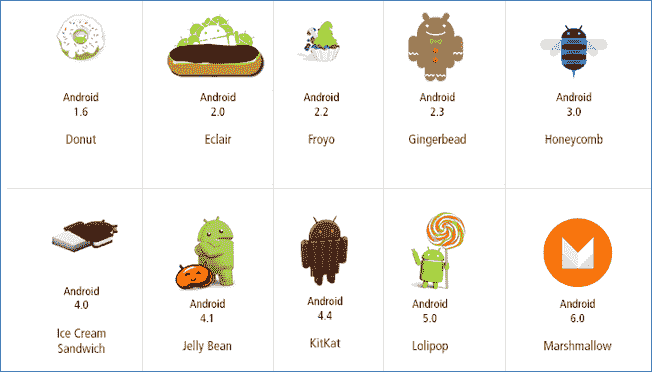 Android
1.6
Donut
Android
2.0
Eclair
Android
2.2
Froyo
Android
2.3
Gingerbead
Android
3.0
Honeycomb
Android
4.0
Ice Cream
Sandwich
Android
4.1
Jelly Bean
Android
4.4
KitKat
Android
5.0
Lolipop
Android
6.0
Marshmallow